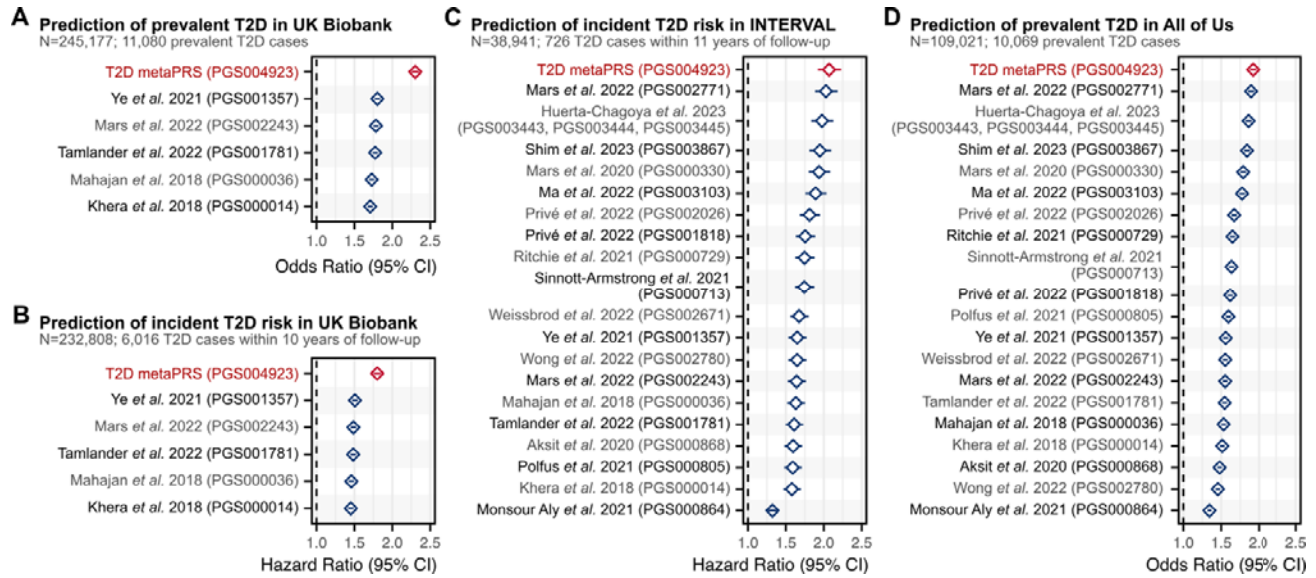 A Prediction of prevalent T2D in UK Biobank
N=245,177; 11,080 prevalent T2D cases
T2D metaPRS (PGS004923)
Ye et al. 2021 (PGS001357)
Mars et al. 2022 (PGS002243)
Tamlander et al. 2022 (PGS001781)
Mahajan et al. 2018 (PGS000036)
Khera et al. 2018 (PGS000014)
1.0 1.5 2.0 2.5
Odds Ratio (95% CI)
B Prediction of incident T2D risk in UK Biobank
N=232,808; 6,016 T2D cases within 10 years of follow-up
T2D metaPRS (PGS004923)
Ye et al. 2021 (PGS001357)
Mars et al. 2022 (PGS002243)
Tamlander et al. 2022 (PGS001781)
Mahajan et al. 2018 (PGS000036)
Khera et al. 2018 (PGS000014)
1.0 1.5 2.0 2.5
Hazard Ratio (95% CI)
C Prediction of incident T2D risk in INTERVAL
N=38,941; 726 T2D cases within 11 years of follow-up
T2D metaPRS (PGS004923)
Mars et al. 2022 (PGS002771)
Huerta-Chagoya et al. 2023
(PGS003443, PGS003444, PGS003445)
Shim et al. 2023 (PGS003867)
Mars et al. 2020 (PGS000330)
Ma et al. 2022 (PGS003103)
Privé et al. 2022 (PGS002026)
Privé et al. 2022 (PGS001818)
Ritchie et al. 2021 (PGS000729)
Sinnott-Armstrong et al. 2021
(PGS000713)
Weissbrod et al. 2022 (PGS002671)
Ye et al. 2021 (PGS001357)
Wong et al. 2022 (PGS002780)
Mars et al. 2022 (PGS002243)
Mahajan et al. 2018 (PGS000036)
Tamlander et al. 2022 (PGS001781)
Aksit et al. 2020 (PGS000868)
Polfus et al. 2021 (PGS000805)
Khera et al. 2018 (PGS000014)
Monsour Aly et al. 2021 (PGS000864)
1.0 1.5 2.0 2.5
Hazard Ratio (95% CI)
D Prediction of prevalent T2D in All of Us
N=109,021; 10,069 prevalent T2D cases
T2D metaPRS (PGS004923)
Mars et al. 2022 (PGS002771)
Huerta-Chagoya et al. 2023
(PGS003443, PGS003444, PGS003445)
Shim et al. 2023 (PGS003867)
Mars et al. 2020 (PGS000330)
Ma et al. 2022 (PGS003103)
Privé et al. 2022 (PGS002026)
Ritchie et al. 2021 (PGS000729)
Sinnott-Armstrong et al. 2021
(PGS000713)
Privé et al. 2022 (PGS001818)
Polfus et al. 2021 (PGS000805)
Ye et al. 2021 (PGS001357)
Weissbrod et al. 2022 (PGS002671)
Mars et al. 2022 (PGS002243)
Tamlander et al. 2022 (PGS001781)
Mahajan et al. 2018 (PGS000036)
Khera et al. 2018 (PGS000014)
Aksit et al. 2020 (PGS000868)
Wong et al. 2022 (PGS002780)
Monsour Aly et al. 2021 (PGS000864)
1.0 1.5 2.0 2.5
Odds Ratio (95% CI)